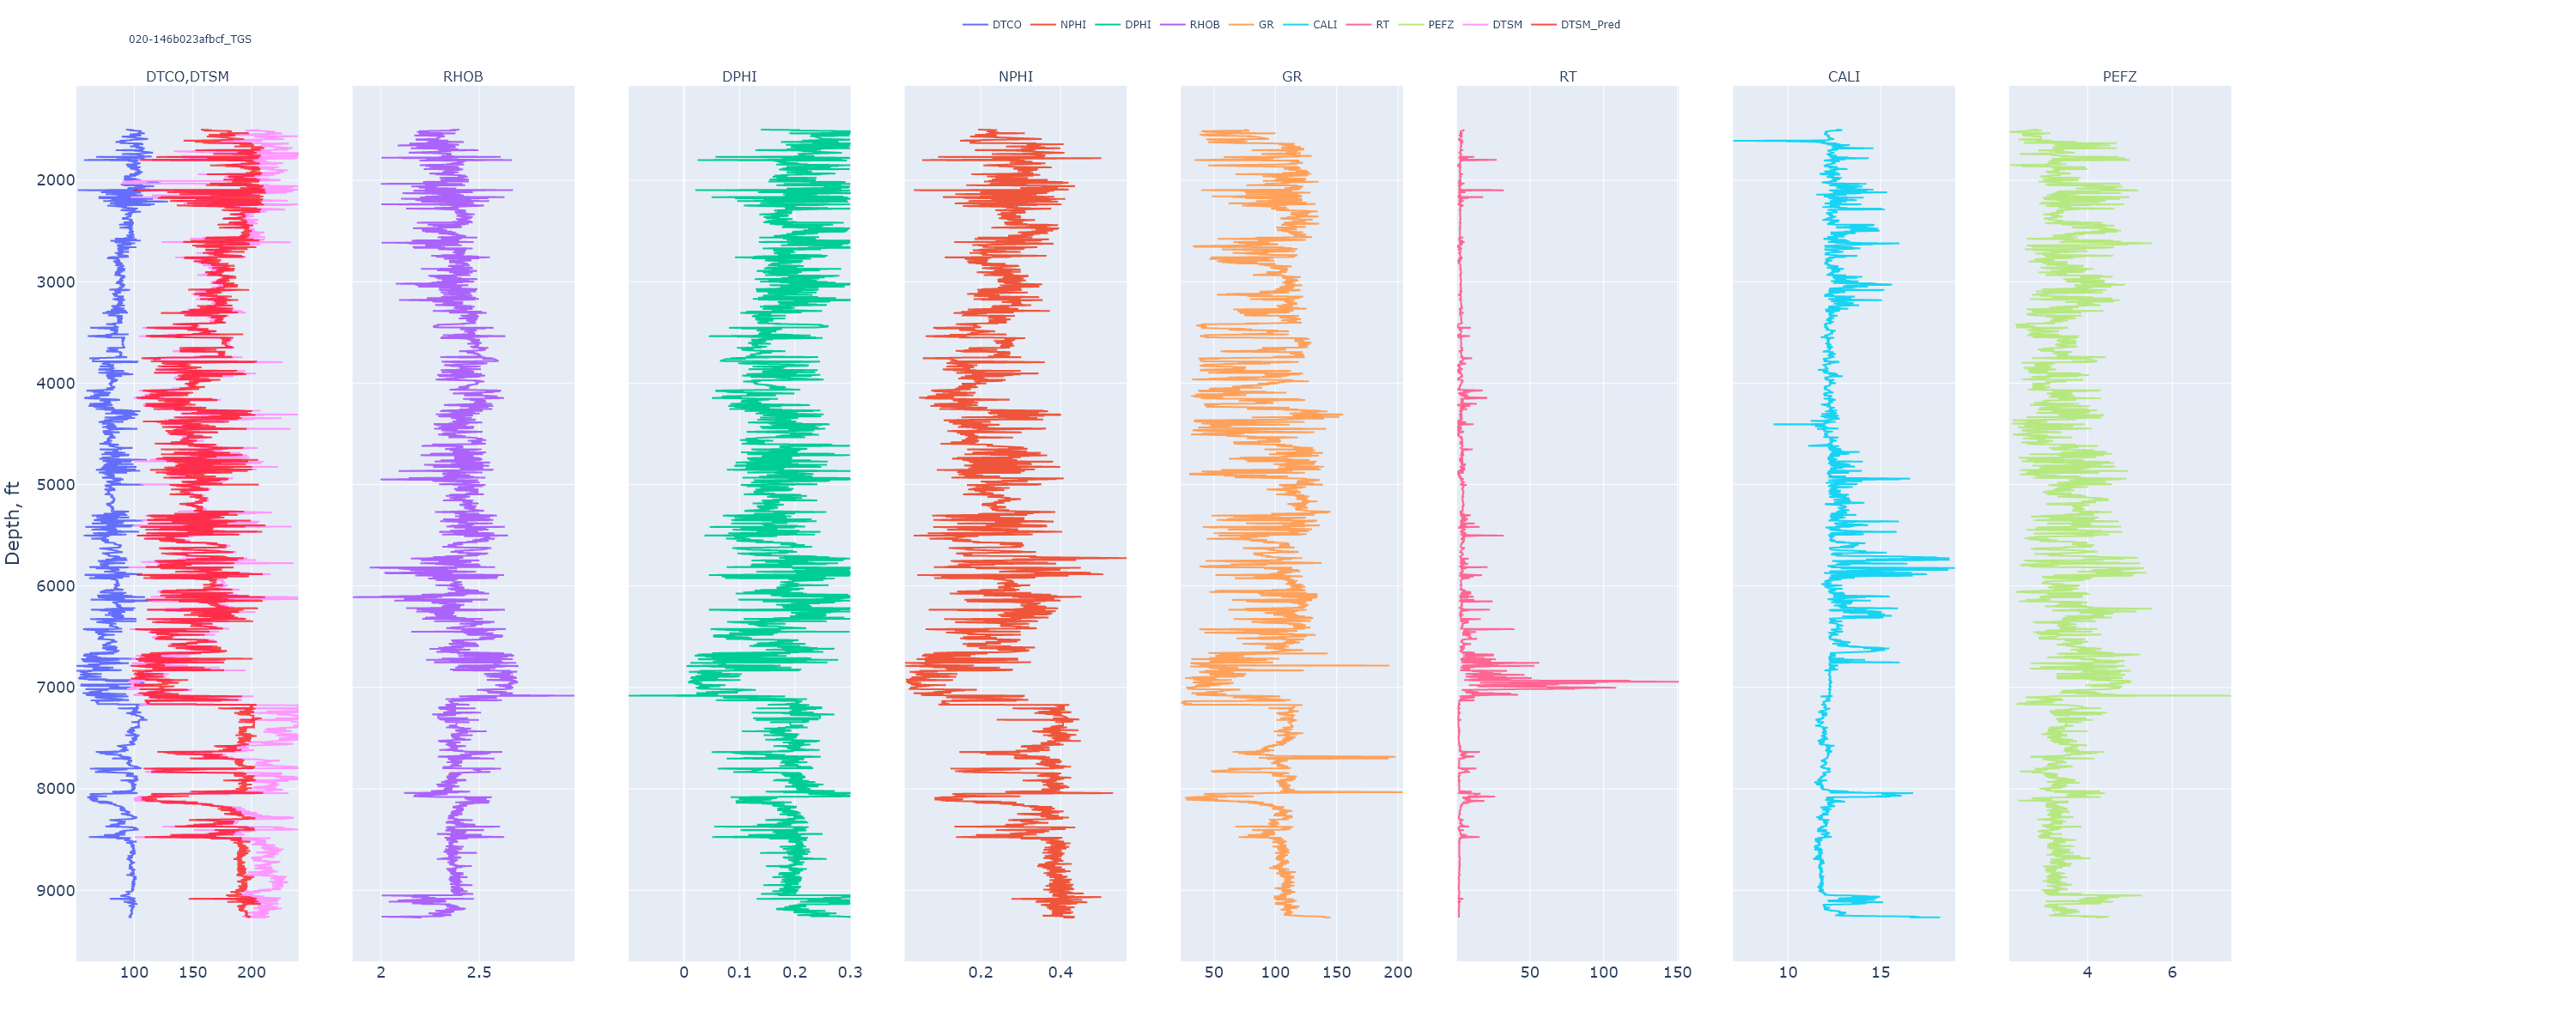 DTCO NPHI DPHI RHOB GR CALI RT PEFZ DTSM DTSM_Pred
020-146b023afbcf_TGS
DTCO,DTSM RHOB DPHI NPHI GR RT CALI PEFZ
2000
3000
4000
5000
6000
7000
8000
9000
Depth, ft
100 150 200 2 2.5 0 0.1 0.2 0.3 0.2 0.4 50 100 150 200 50 100 150 10 15 4 6